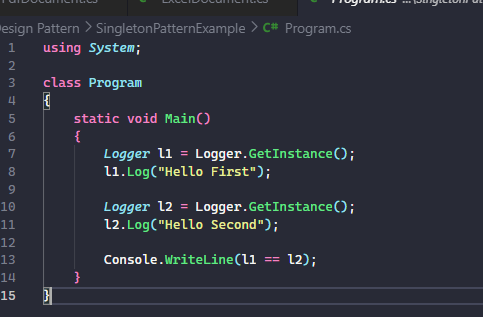 ExcelDocument.cs
Design Pattern > SingletonPatternExample > C# Program.cs
1 using System;
2
3 class Program
4 {
5     static void Main()
6     {
7         Logger l1 = Logger.GetInstance();
8         l1.Log("Hello First");
9
10         Logger l2 = Logger.GetInstance();
11         l2.Log("Hello Second");
12
13         Console.WriteLine(l1 == l2);
14     }
15 }